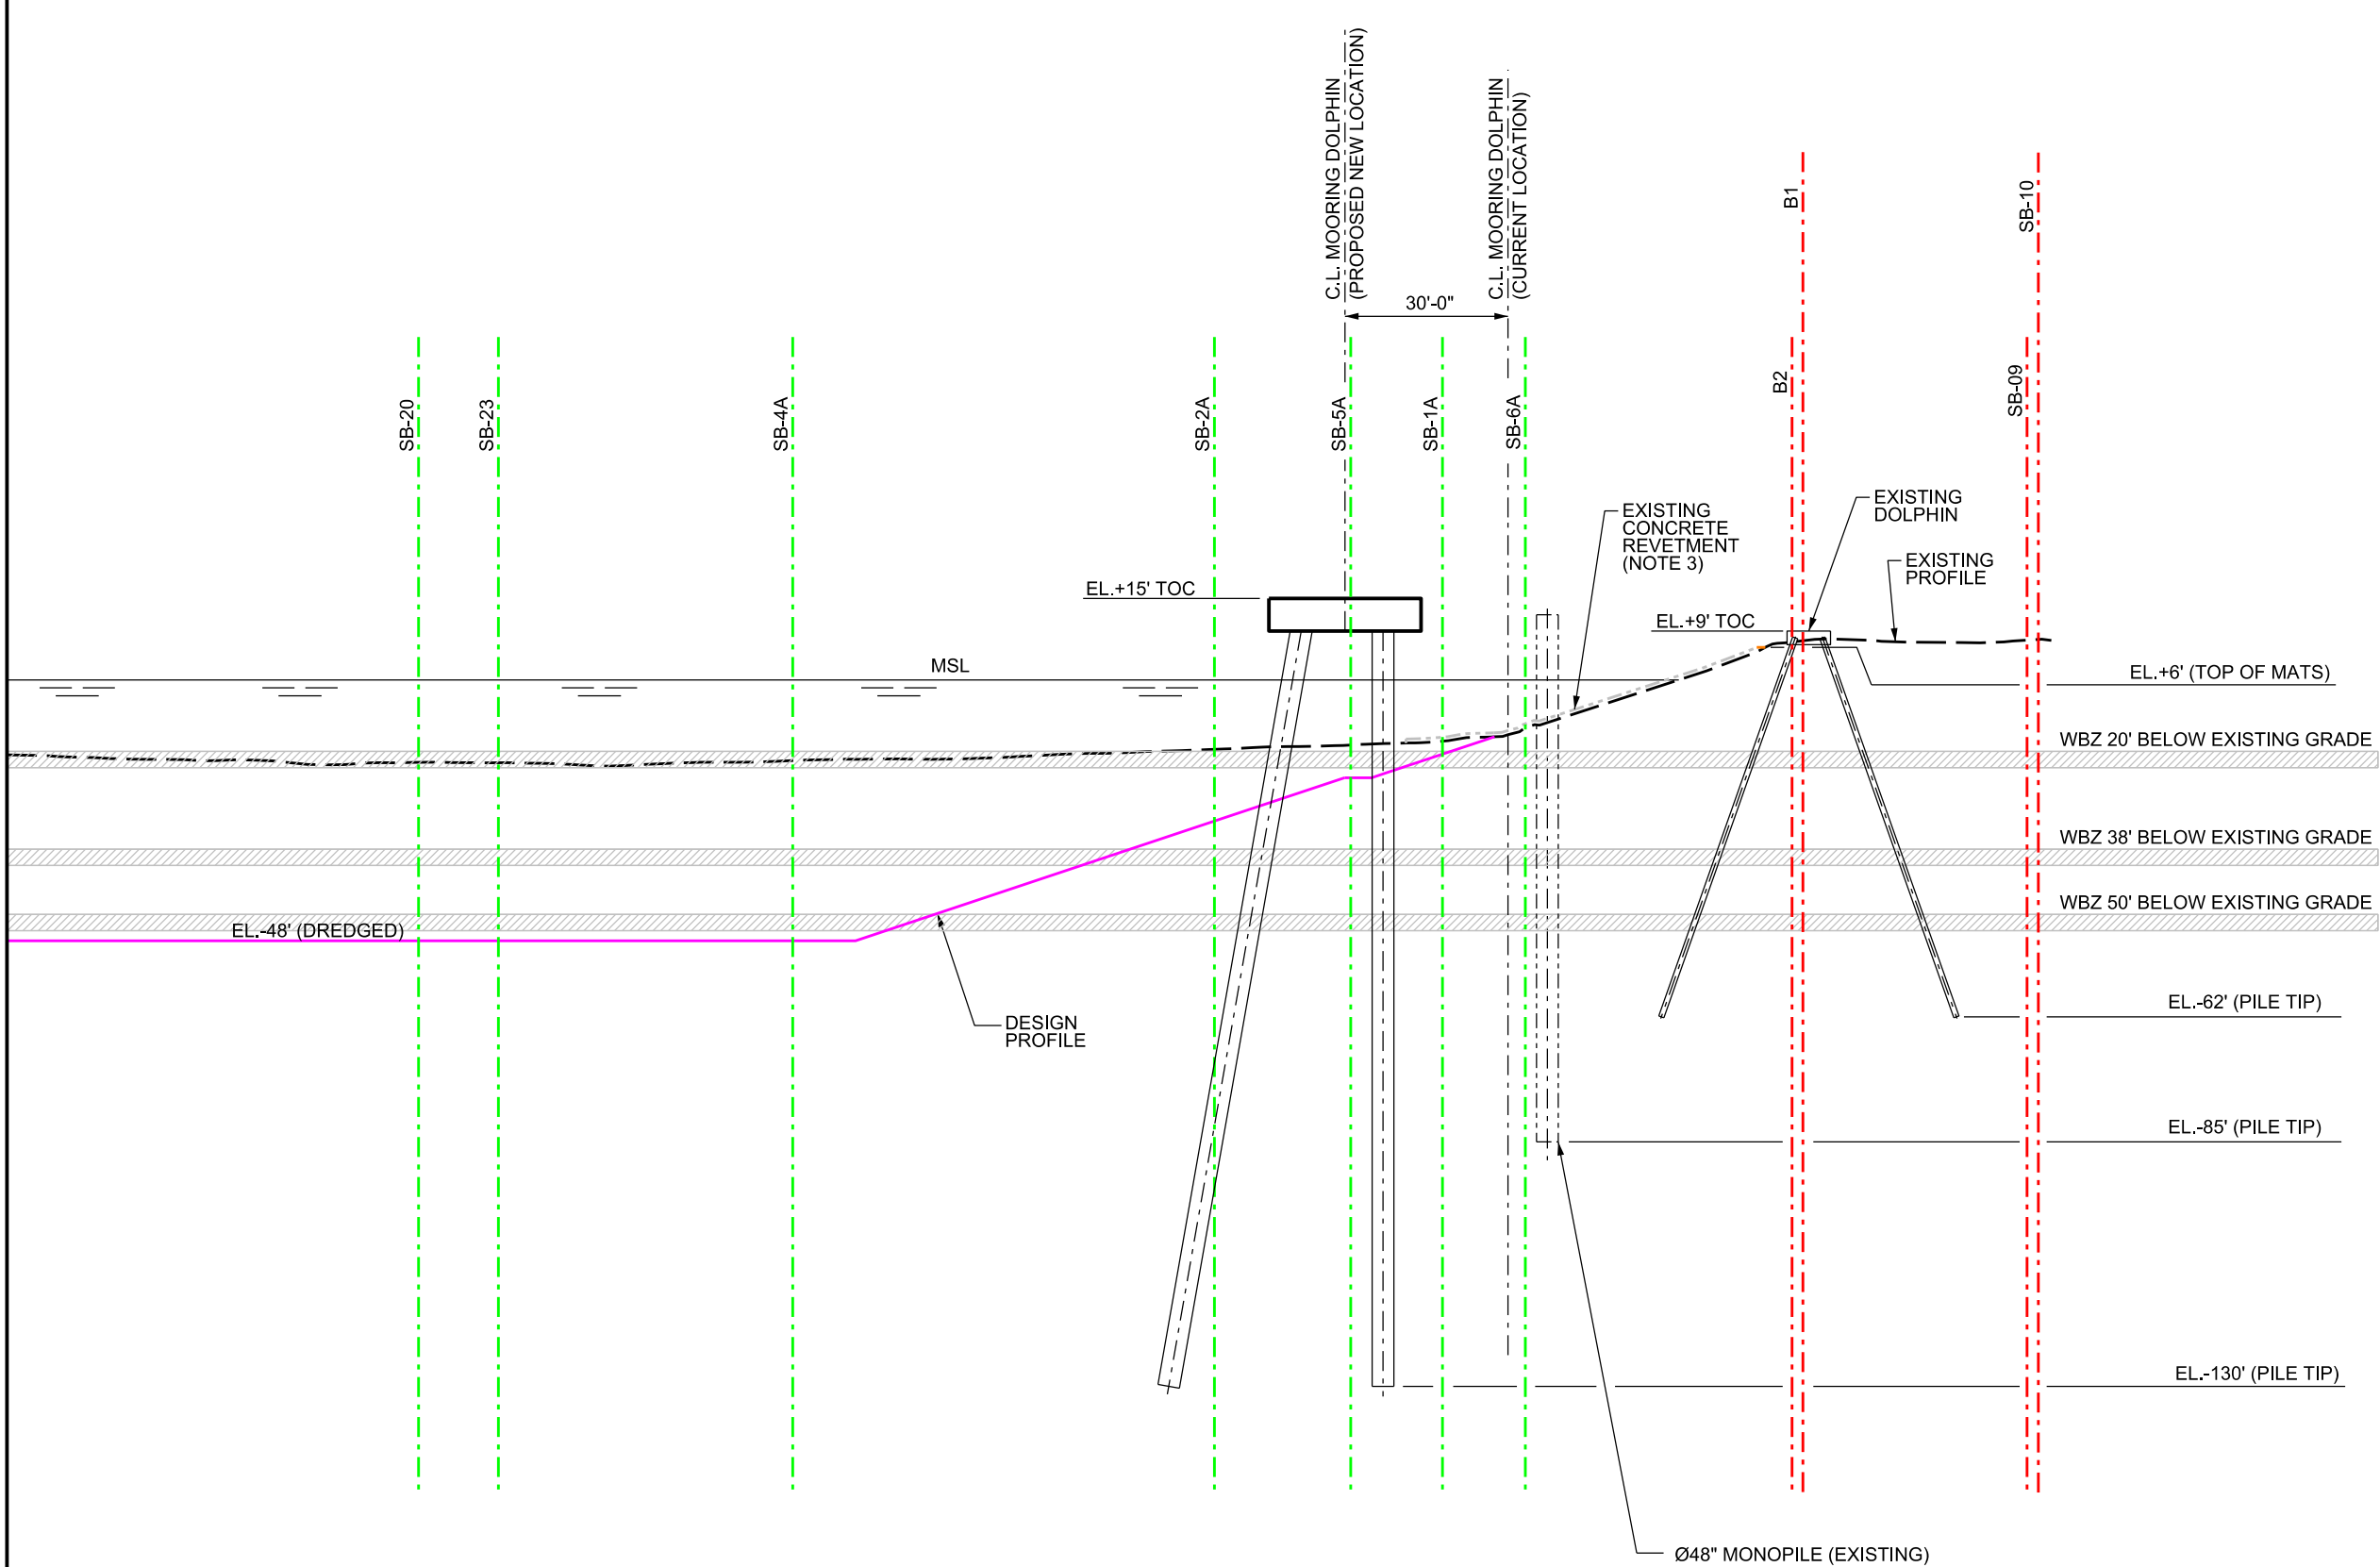 C.L. MOORING DOLPHIN
(PROPOSED NEW LOCATION)
C.L. MOORING DOLPHIN
(CURRENT LOCATION)
B1
SB-10
30'-0"
SB-20
SB-23
SB-4A
SB-2A
SB-5A
SB-1A
SB-6A
B2
SB-09
EXISTING
DOLPHIN
EXISTING
CONCRETE
REVETMENT
(NOTE 3)
EXISTING
PROFILE
EL.+15' TOC
EL.+9' TOC
MSL
EL.+6' (TOP OF MATS)
WBZ 20' BELOW EXISTING GRADE
WBZ 38' BELOW EXISTING GRADE
WBZ 50' BELOW EXISTING GRADE
EL.-48' (DREDGED)
DESIGN
PROFILE
EL.-62' (PILE TIP)
EL.-85' (PILE TIP)
EL.-130' (PILE TIP)
Ø48" MONOPILE (EXISTING)